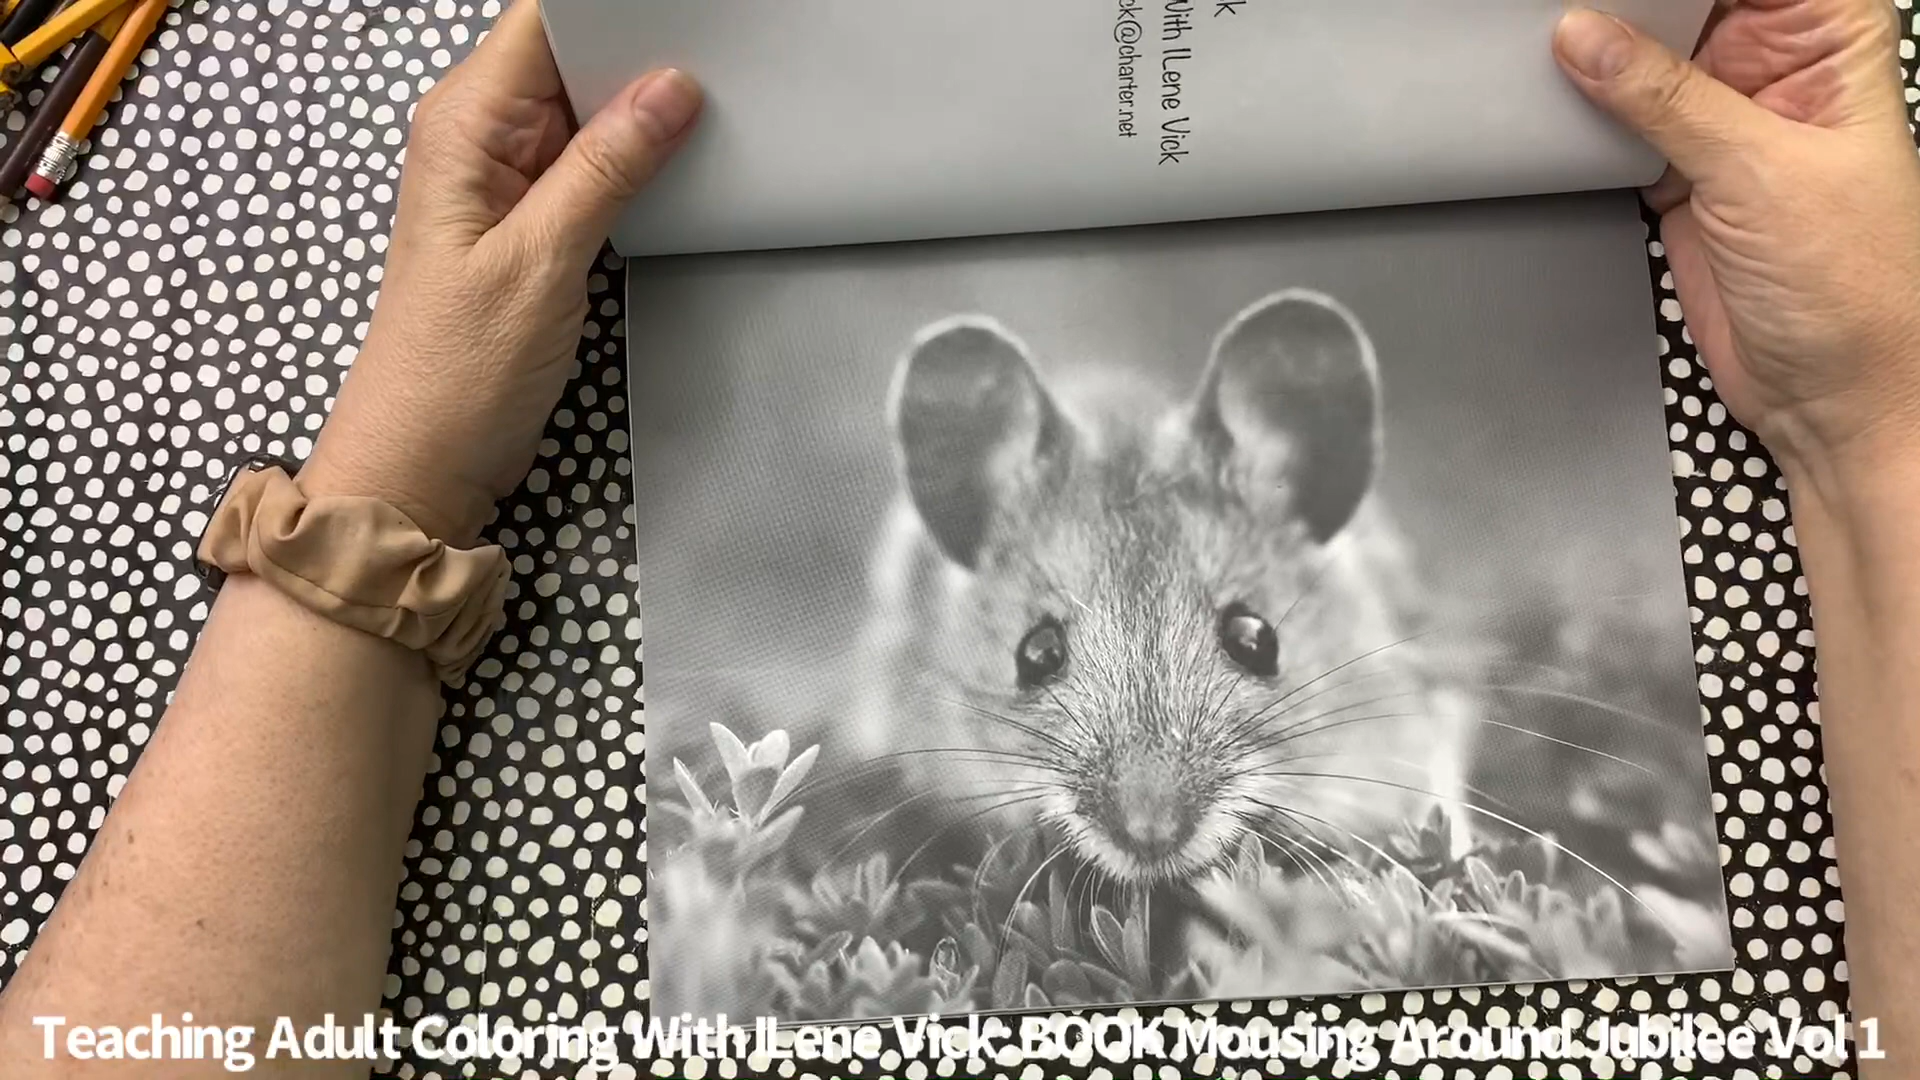 With ILene Vick
ck@charter.net
Teaching Adult Coloring With ILene Vick: BOOK Mousing Around Jubilee Vol 1